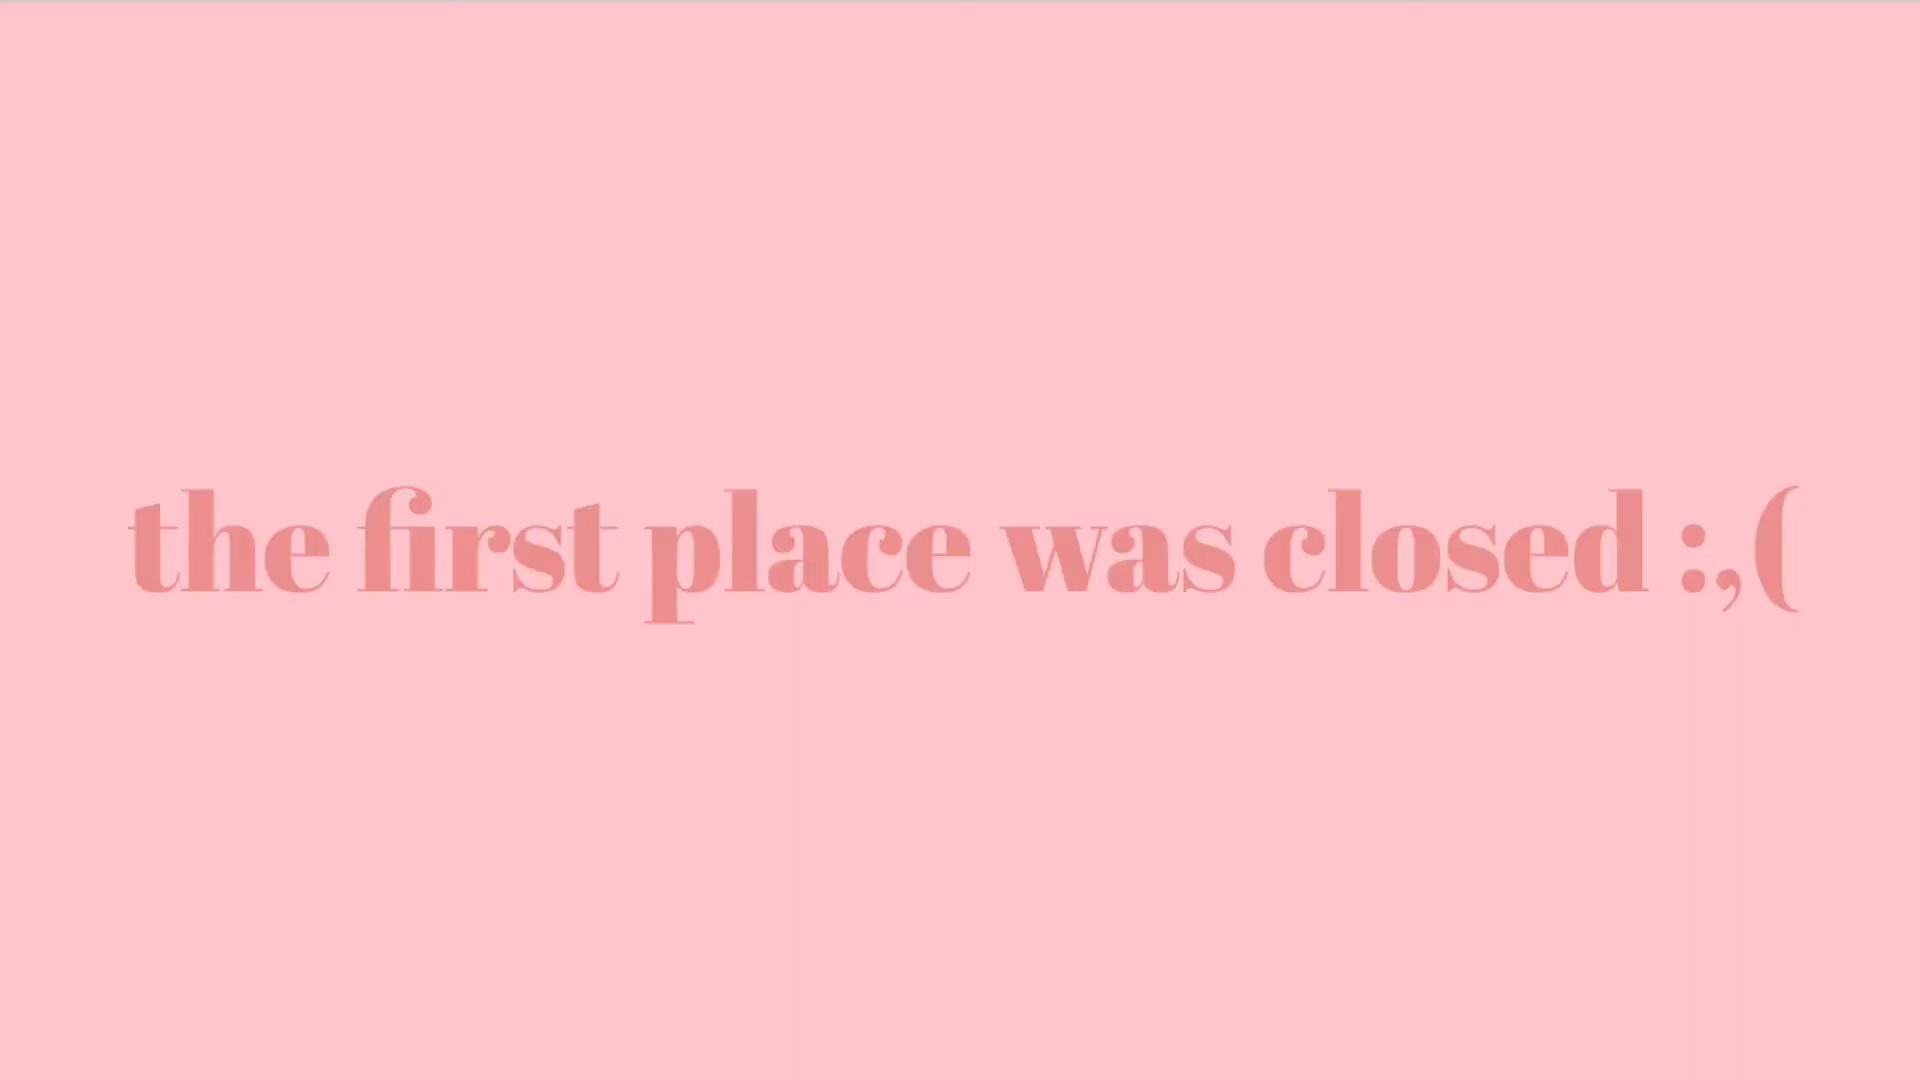 the first place was closed :,(